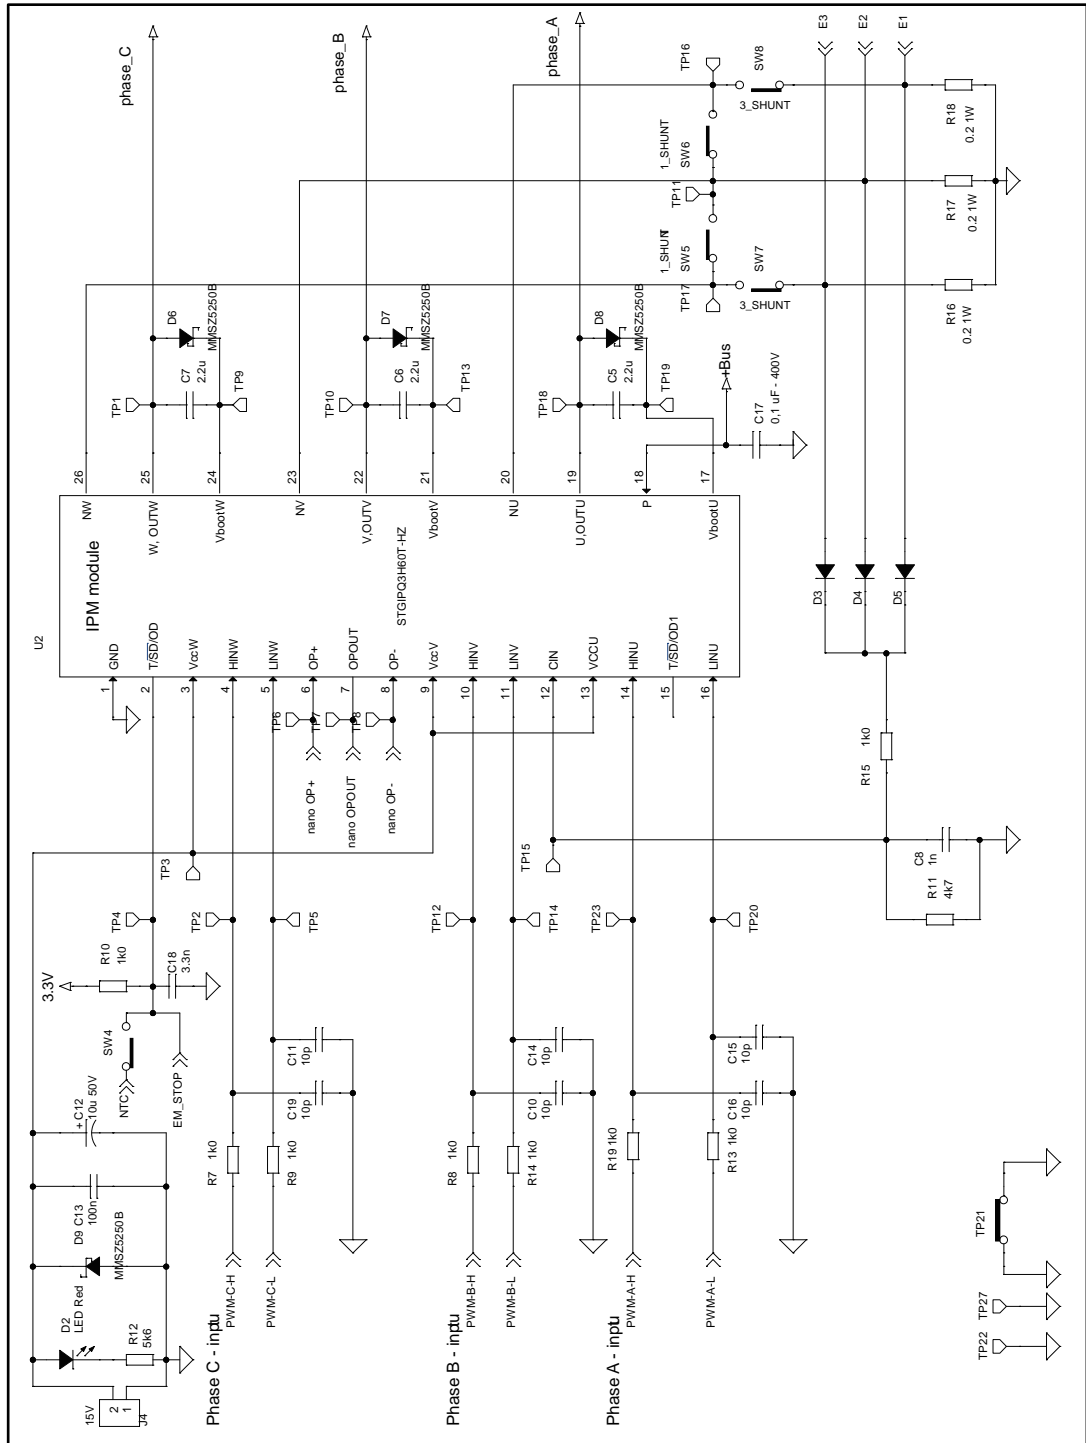 phase_C
phase_B
phase_A
E3
E2
E1
TP16
SW8
3_SHUNT
R18
0.2 1W
1_SHUNT
SW6
TP11
R17
0.2 1W
1_SHUNT
SW5
SW7
TP17
3_SHUNT
R16
0.2 1W
D6
MMSZ5250B
D7
MMSZ5250B
D8
MMSZ5250B
C7
2.2u
C6
2.2u
C5
2.2u
TP1
TP9
TP10
TP13
TP18
TP19
+Bus
C17
0,1 uF - 400V
26
25
24
23
22
21
20
19
18
17
NW
W, OUTW
VbootW
NV
V,OUTV
VbootV
NU
U,OUTU
P
VbootU
IPM module
STGIPQ3H60T-HZ
U2
D3
D4
D5
GND
T/SD/OD
VccW
HINW
LINW
OP+
OPOUT
OP-
VccV
HINV
LINV
CIN
VCCU
HINU
T/SD/OD1
LINU
1
2
3
4
5
6
7
8
9
10
11
12
13
14
15
16
TP6
TP7
TP8
nano OP+
nano OPOUT
nano OP-
R15
1k0
TP3
TP15
C8
1n
R11
4k7
TP4
TP2
TP5
TP12
TP14
TP23
TP20
3.3V
R10
1k0
C18
3.3n
SW4
NTC
EM_STOP
C11
10p
C19
10p
C14
10p
C10
10p
C15
10p
C16
10p
+
C12
10u 50V
C13
100n
R7
1k0
R9
1k0
R8
1k0
R14
1k0
R19
1k0
R13
1k0
D9
MMSZ5250B
D2
LED Red
R12
5k6
PWM-C-H
PWM-C-L
PWM-B-H
PWM-B-L
PWM-A-H
PWM-A-L
Phase C - inptu
Phase B - inptu
Phase A - inptu
15V
2
1
J4
TP21
TP27
TP22